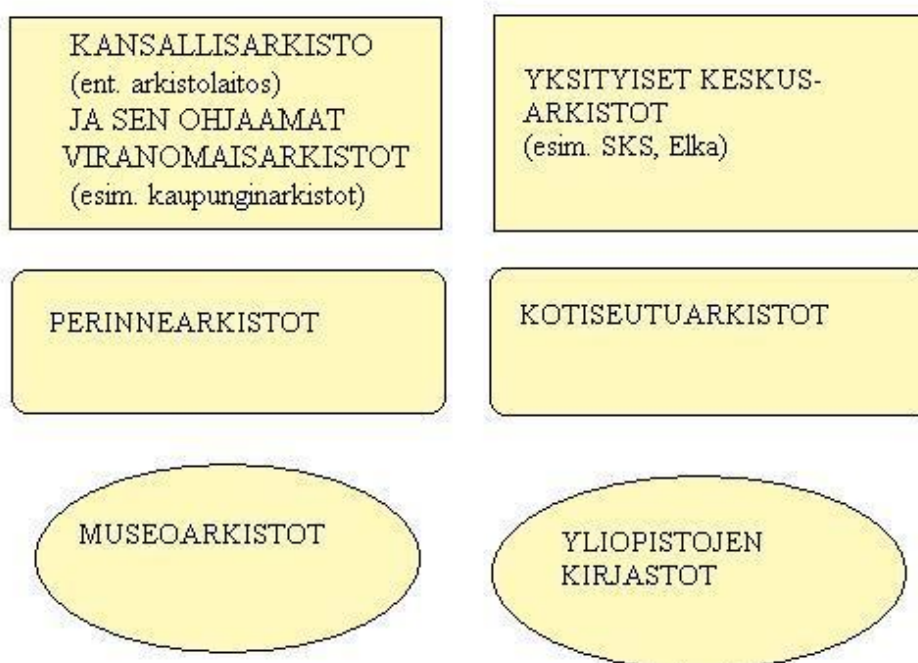 KANSALLISARKISTO
(ent. arkistolaitos)
JA SEN OHJAAMAT
VIRANOMAISARKISTOT
(esim. kaupunginarkistot)
YKSITYISET KESKUS-
ARKISTOT
(esim. SKS, Elka)
PERINNEARKISTOT
KOTISEUTUARKISTOT
MUSEOARKISTOT
YLIOPISTOJEN
KIRJASTOT